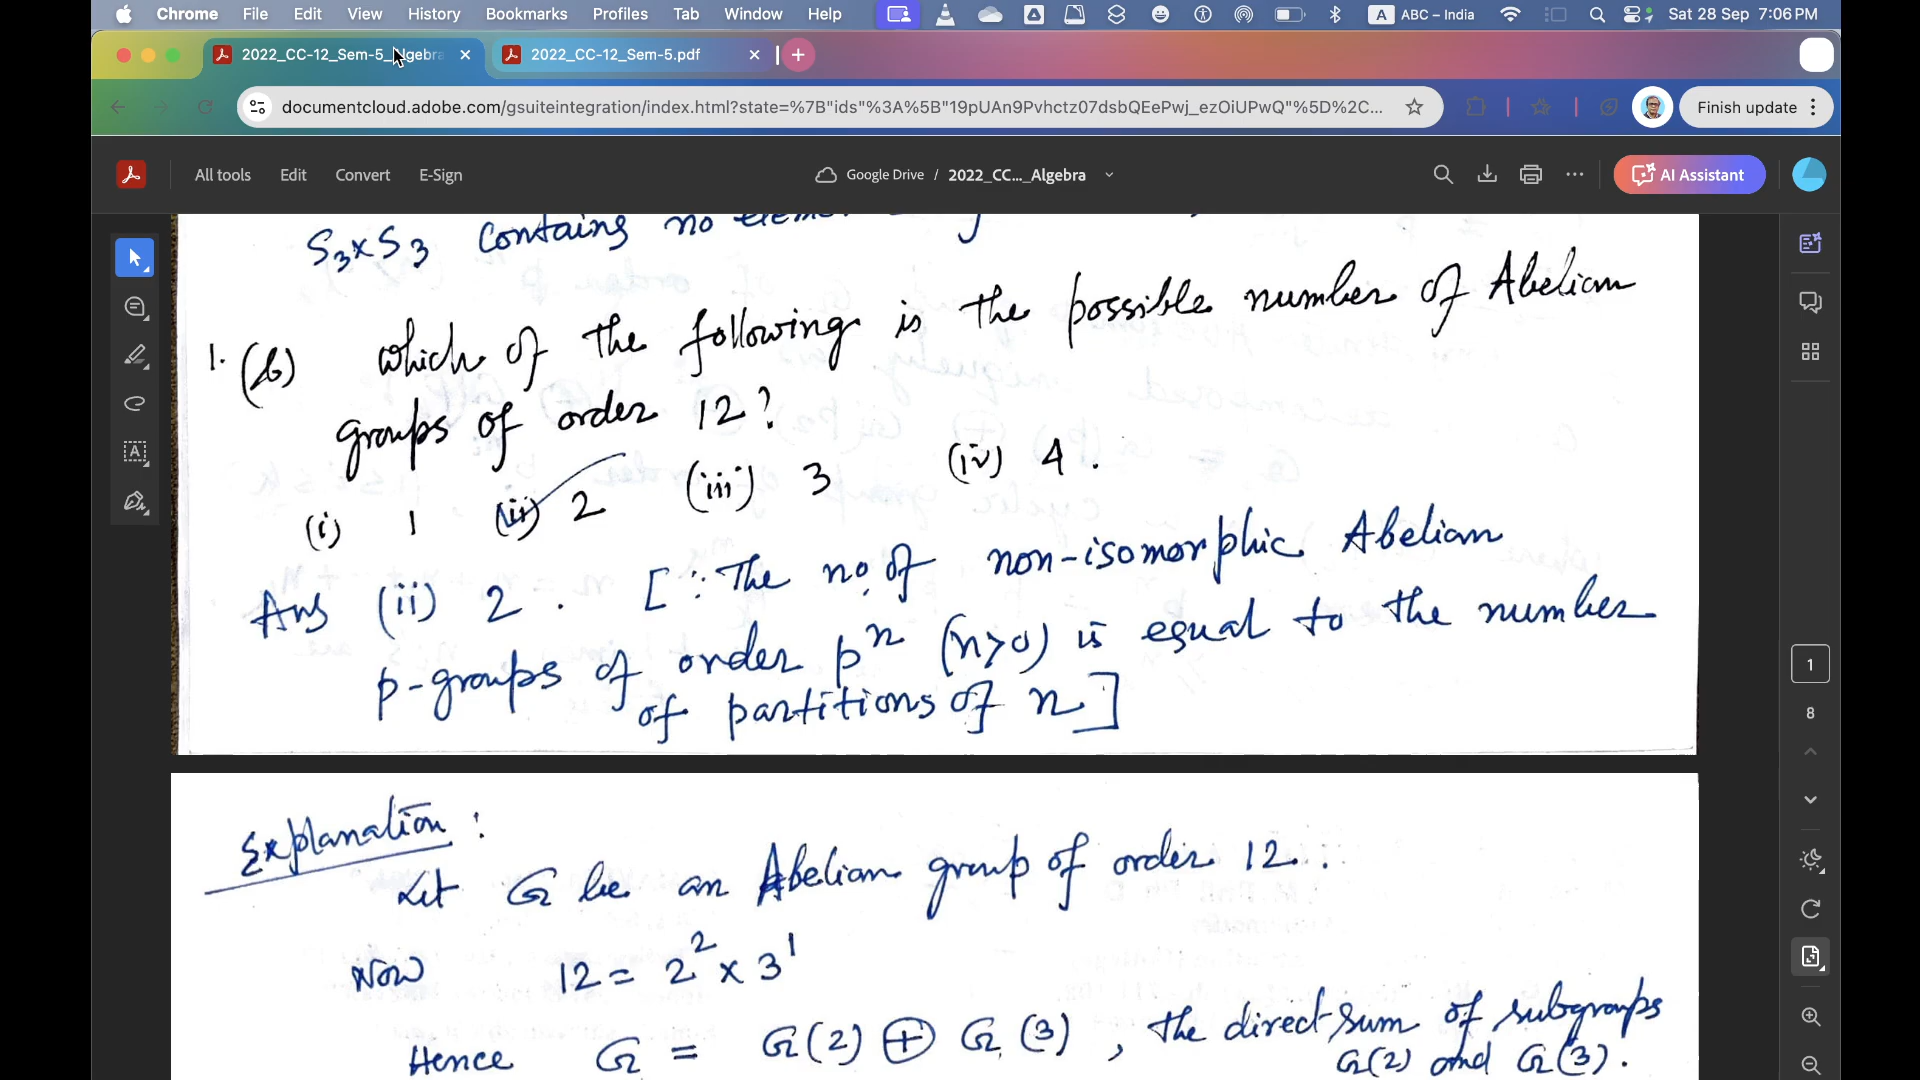 Chrome File Edit View History Bookmarks Profiles Tab Window Help A ABC – India Sat 28 Sep 7:06 PM
2022_CC-12_Sem-5_Algebra 2022_CC-12_Sem-5.pdf
documentcloud.adobe.com/gsuiteintegration/index.html?state=%7B"ids"%3A%5B"19pUAn9Pvhctz07dsbQEePwj_ezOiUPwQ"%5D%2C... Finish update
All tools Edit Convert E-Sign Google Drive / 2022_CC..._Algebra AI Assistant
S₃×S₃ Contains no
1. (b) Which of the following is the possible number of Abelian
groups of order 12?
(i) 1 (ii) 2 (iii) 3 (iv) 4.
Ans (ii) 2. [∵ The no. of non-isomorphic Abelian
p-groups of order pⁿ (n>0) is equal to the number
of partitions of n]
1
8
Explanation :
Let G be an Abelian group of order 12.
Now 12 = 2² × 3¹
Hence G = G(2) ⊕ G(3), the direct sum of subgroups
G(2) and G(3).